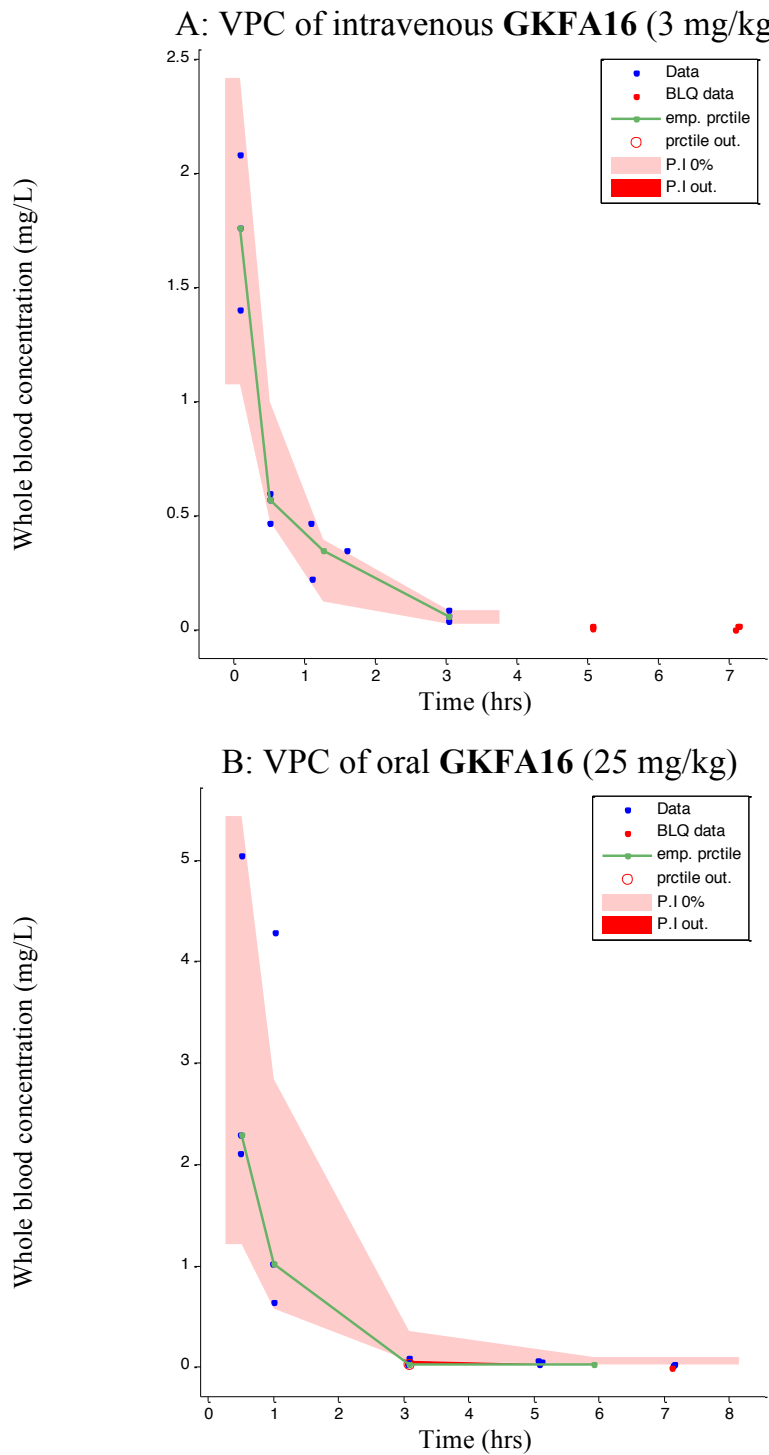 A: VPC of intravenous GKFA16 (3 mg/kg
2.5
2
1.5
1
0.5
0
Whole blood concentration (mg/L)
Data
BLQ data
emp. prctile
prctile out.
P.I 0%
P.I out.
0 1 2 3 4 5 6 7
Time (hrs)
B: VPC of oral GKFA16 (25 mg/kg)
5
4
3
2
1
0
Whole blood concentration (mg/L)
Data
BLQ data
emp. prctile
prctile out.
P.I 0%
P.I out.
0 1 2 3 4 5 6 7 8
Time (hrs)